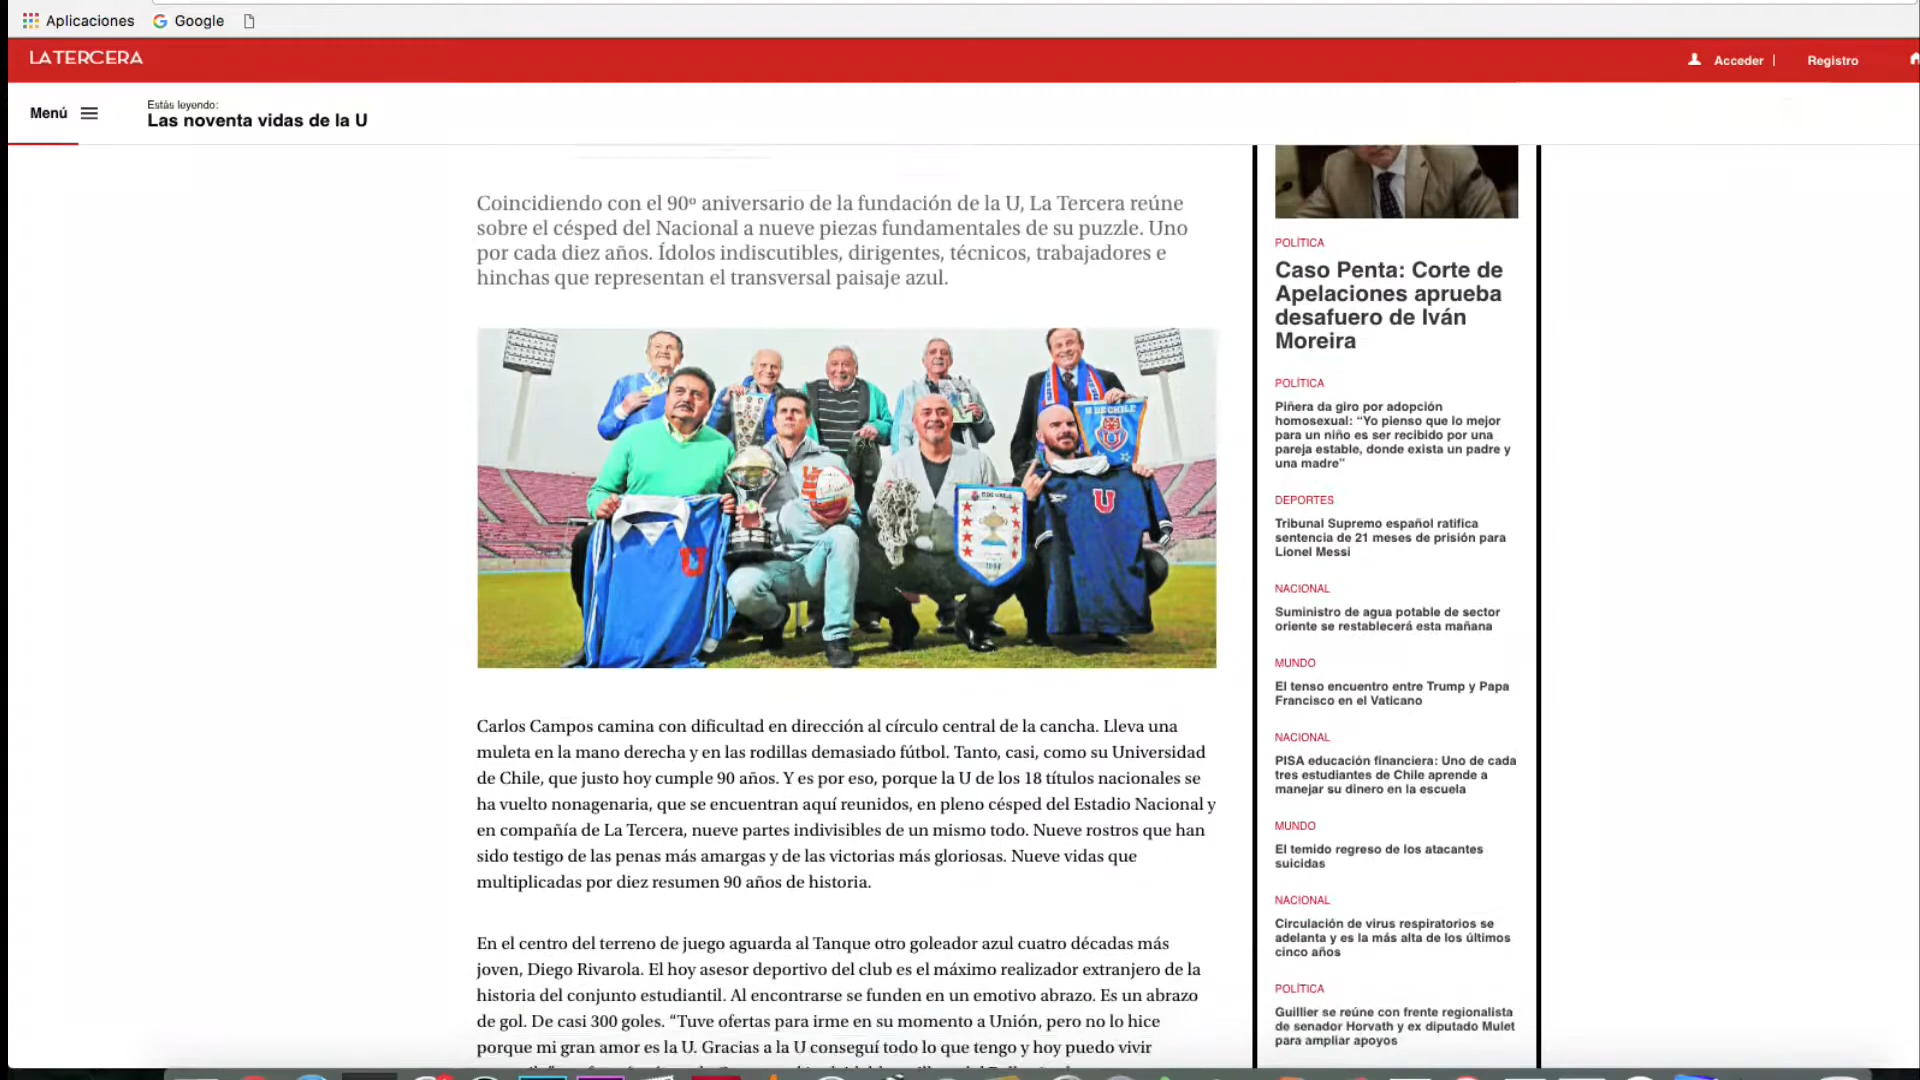 Aplicaciones
Google
LA TERCERA
Acceder |
Registro
Menú
Estás leyendo:
Las noventa vidas de la U
Coincidiendo con el 90º aniversario de la fundación de la U, La Tercera reúne
sobre el césped del Nacional a nueve piezas fundamentales de su puzzle. Uno
por cada diez años. Ídolos indiscutibles, dirigentes, técnicos, trabajadores e
hinchas que representan el transversal paisaje azul.
U DE CHILE
U
U
1994
Carlos Campos camina con dificultad en dirección al círculo central de la cancha. Lleva una
muleta en la mano derecha y en las rodillas demasiado fútbol. Tanto, casi, como su Universidad
de Chile, que justo hoy cumple 90 años. Y es por eso, porque la U de los 18 títulos nacionales se
ha vuelto nonagenaria, que se encuentran aquí reunidos, en pleno césped del Estadio Nacional y
en compañía de La Tercera, nueve partes indivisibles de un mismo todo. Nueve rostros que han
sido testigo de las penas más amargas y de las victorias más gloriosas. Nueve vidas que
multiplicadas por diez resumen 90 años de historia.
En el centro del terreno de juego aguarda al Tanque otro goleador azul cuatro décadas más
joven, Diego Rivarola. El hoy asesor deportivo del club es el máximo realizador extranjero de la
historia del conjunto estudiantil. Al encontrarse se funden en un emotivo abrazo. Es un abrazo
de gol. De casi 300 goles. “Tuve ofertas para irme en su momento a Unión, pero no lo hice
porque mi gran amor es la U. Gracias a la U conseguí todo lo que tengo y hoy puedo vivir
POLÍTICA
Caso Penta: Corte de
Apelaciones aprueba
desafuero de Iván
Moreira
POLÍTICA
Piñera da giro por adopción
homosexual: “Yo pienso que lo mejor
para un niño es ser recibido por una
pareja estable, donde exista un padre y
una madre”
DEPORTES
Tribunal Supremo español ratifica
sentencia de 21 meses de prisión para
Lionel Messi
NACIONAL
Suministro de agua potable de sector
oriente se restablecerá esta mañana
MUNDO
El tenso encuentro entre Trump y Papa
Francisco en el Vaticano
NACIONAL
PISA educación financiera: Uno de cada
tres estudiantes de Chile aprende a
manejar su dinero en la escuela
MUNDO
El temido regreso de los atacantes
suicidas
NACIONAL
Circulación de virus respiratorios se
adelanta y es la más alta de los últimos
cinco años
POLÍTICA
Guillier se reúne con frente regionalista
de senador Horvath y ex diputado Mulet
para ampliar apoyos